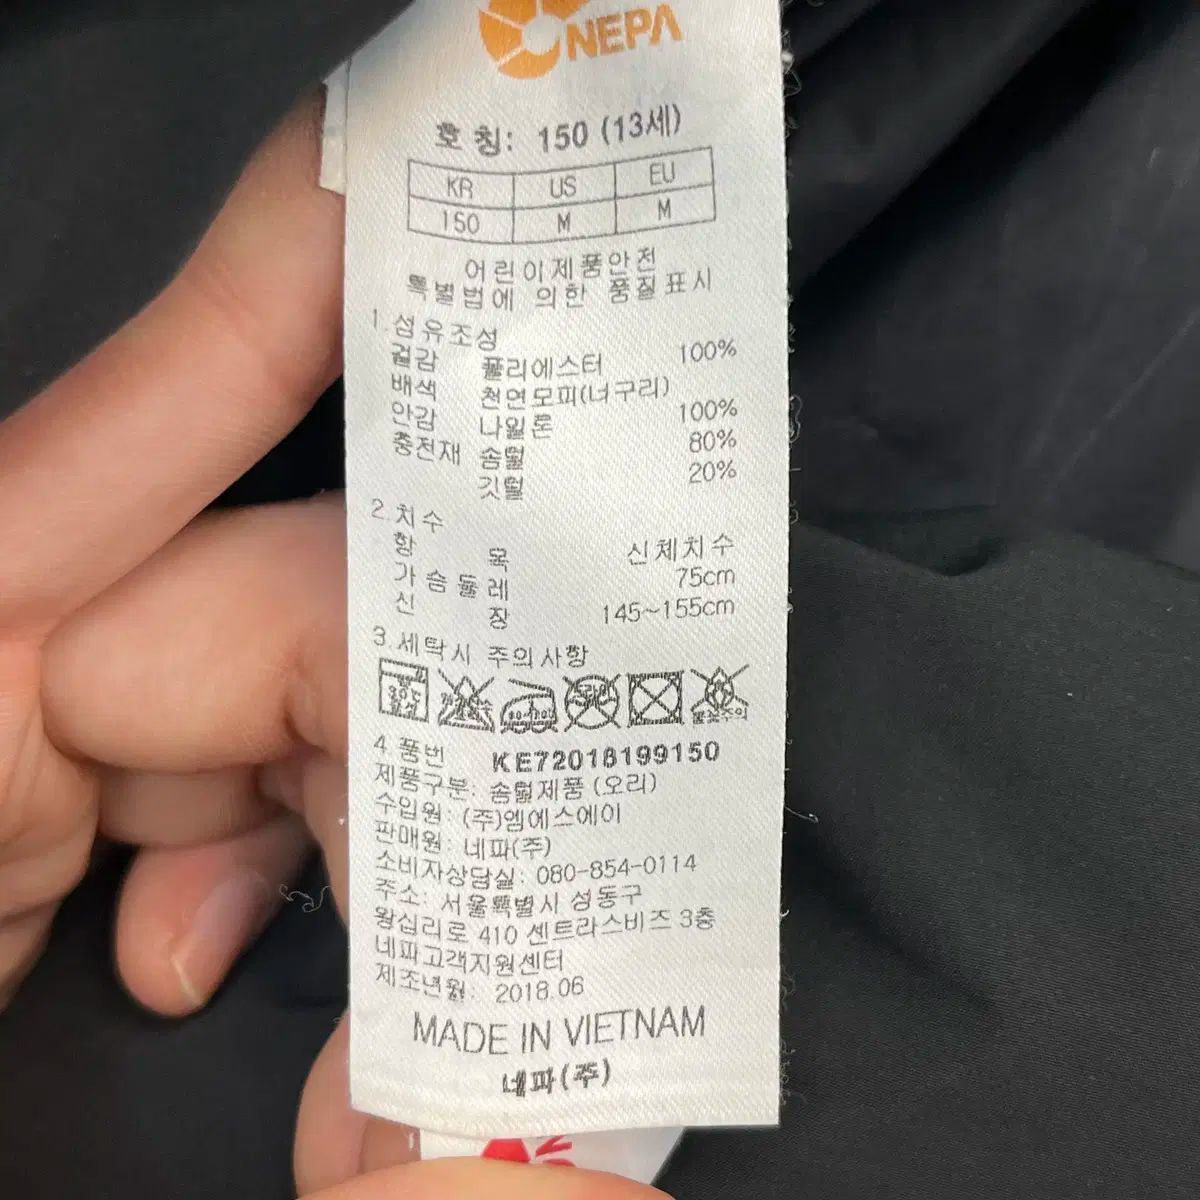 NEPA
호 칭: 150 (13세)
KR US EU
150 M M
어린이제품안전
특별법에 의한 품질표시
1.섬유조성
겉감 폴리에스터 100%
배색 천연모피(너구리)
안감 나일론 100%
충전재 솜털 80%
깃털 20%
2.치수
항 목 신체치수
가슴둘레 75cm
신 장 145~155cm
3.세탁시 주의사항
4.품번 KE72018199150
제품구분: 솜털제품 (오리)
수입원: (주)엠에스에이
판매원: 네파(주)
소비자상담실: 080-854-0114
주소: 서울특별시 성동구
왕십리로 410 센트라스비즈 3층
네파고객지원센터
제조년월: 2018.06
MADE IN VIETNAM
네파(주)